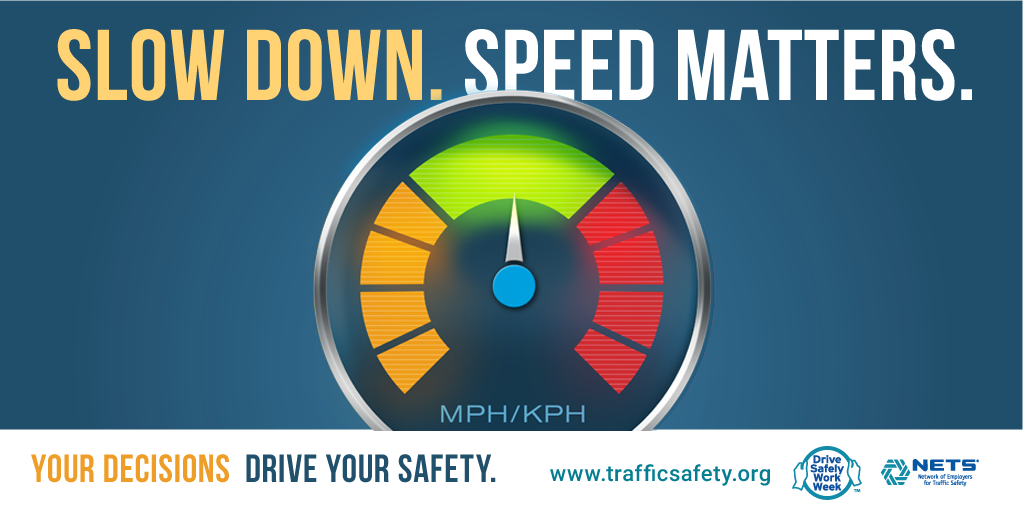 SLOW DOWN. SPEED MATTERS.
MPH/KPH
YOUR DECISIONS DRIVE YOUR SAFETY.
www.trafficsafety.org
Drive
Safely
Work
Week
TM
NETS®
Network of Employers
for Traffic Safety